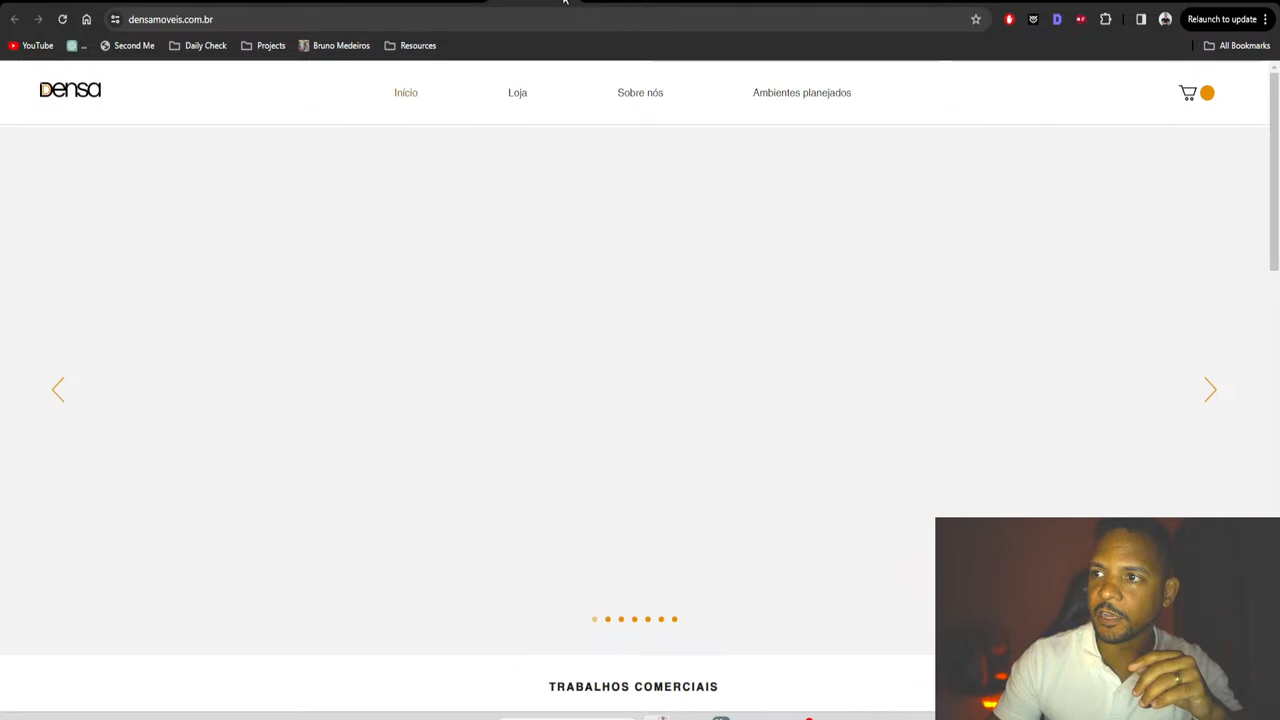 densamoveis.com.br
Relaunch to update
YouTube
...
Second Me
Daily Check
Projects
Bruno Medeiros
Resources
All Bookmarks
Densa
Início
Loja
Sobre nós
Ambientes planejados
TRABALHOS COMERCIAIS